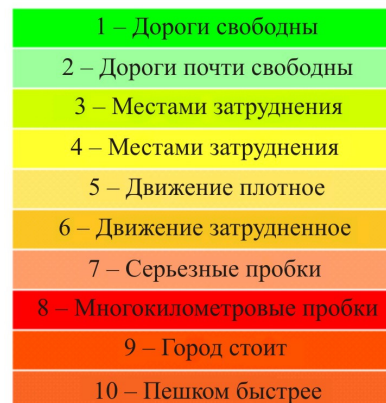 1 – Дороги свободны
2 – Дороги почти свободны
3 – Местами затруднения
4 – Местами затруднения
5 – Движение плотное
6 – Движение затрудненное
7 – Серьезные пробки
8 – Многокилометровые пробки
9 – Город стоит
10 – Пешком быстрее